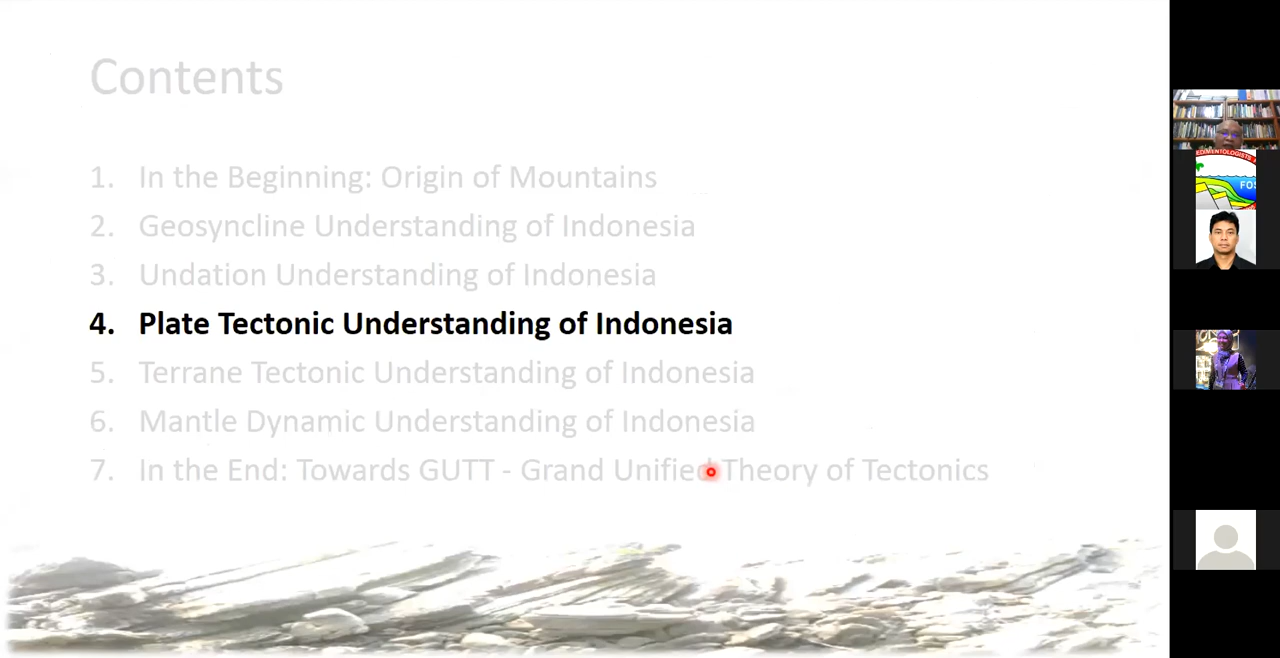 Contents
1. In the Beginning: Origin of Mountains
2. Geosyncline Understanding of Indonesia
3. Undation Understanding of Indonesia
4. Plate Tectonic Understanding of Indonesia
5. Terrane Tectonic Understanding of Indonesia
6. Mantle Dynamic Understanding of Indonesia
7. In the End: Towards GUTT - Grand Unified Theory of Tectonics